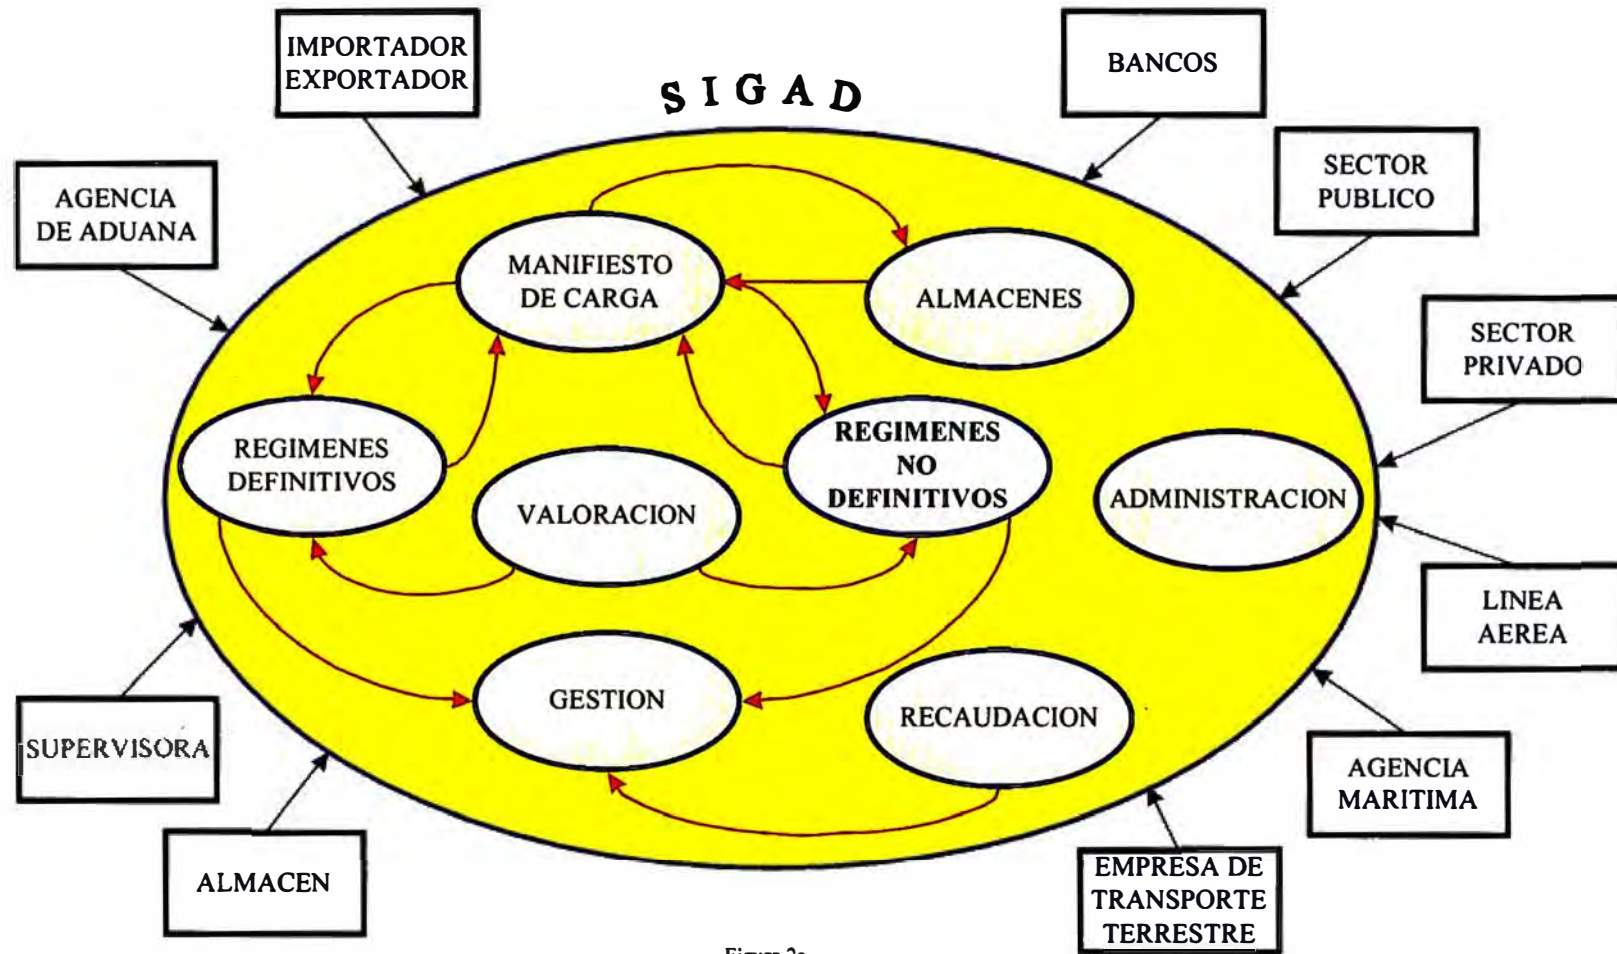 IMPORTADOR
EXPORTADOR
BANCOS
SIGAD
SECTOR
PUBLICO
AGENCIA
DE ADUANA
MANIFIESTO
DE CARGA
ALMACENES
SECTOR
PRIVADO
REGIMENES
DEFINITIVOS
REGIMENES
NO
DEFINITIVOS
VALORACION
ADMINISTRACION
LINEA
AEREA
GESTION
RECAUDACION
SUPERVISORA
AGENCIA
MARITIMA
ALMACEN
EMPRESA DE
TRANSPORTE
TERRESTRE